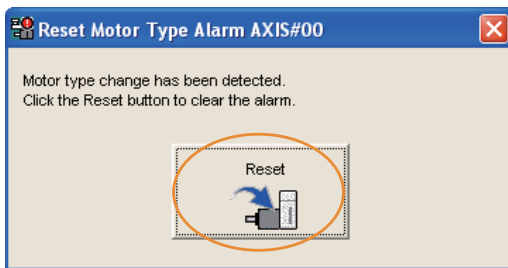 Reset Motor Type Alarm AXIS#00
Motor type change has been detected.
Click the Reset button to clear the alarm.
Reset